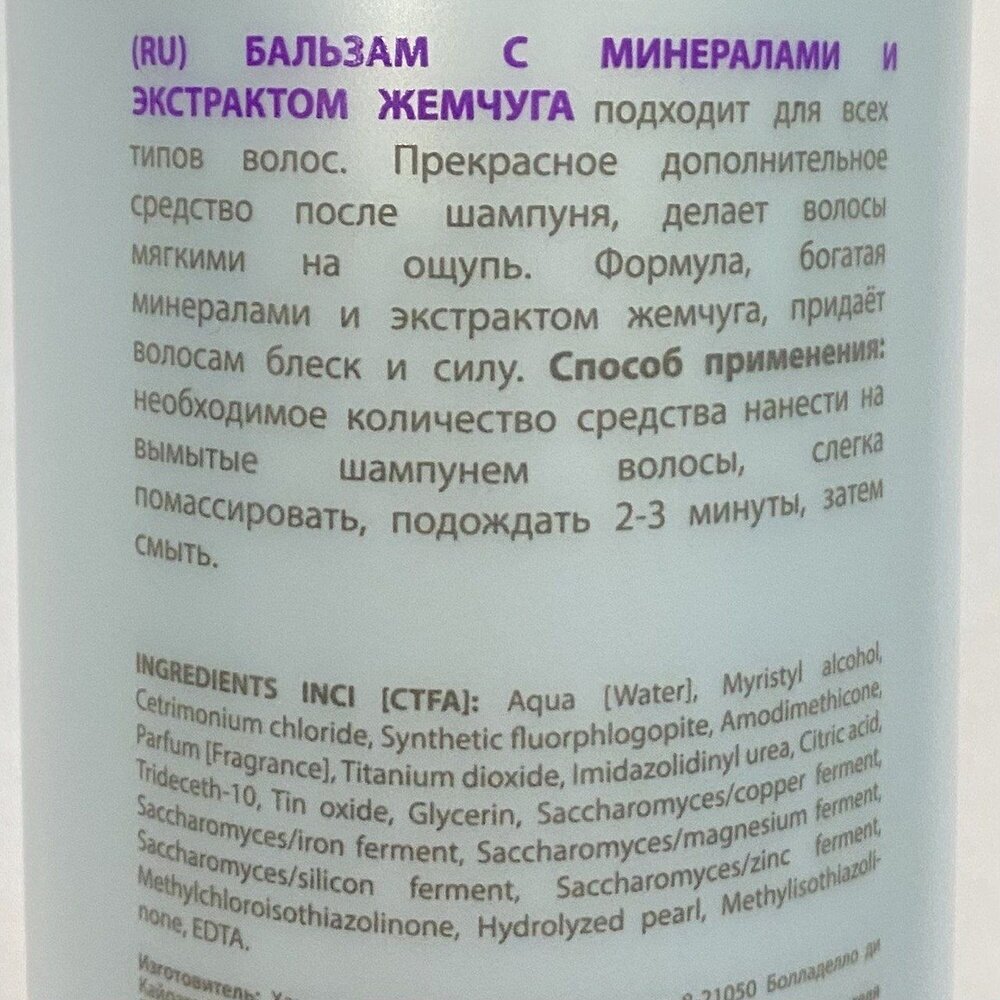 (RU) БАЛЬЗАМ С МИНЕРАЛАМИ И
ЭКСТРАКТОМ ЖЕМЧУГА подходит для всех
типов волос. Прекрасное дополнительное
средство после шампуня, делает волосы
мягкими на ощупь. Формула, богатая
минералами и экстрактом жемчуга, придаёт
волосам блеск и силу. Способ применения:
необходимое количество средства нанести на
вымытые шампунем волосы, слегка
помассировать, подождать 2-3 минуты, затем
смыть.
INGREDIENTS INCI [CTFA]: Aqua [Water], Myristyl alcohol,
Cetrimonium chloride, Synthetic fluorphlogopite, Amodimethicone,
Parfum [Fragrance], Titanium dioxide, Imidazolidinyl urea, Citric acid,
Trideceth-10, Tin oxide, Glycerin, Saccharomyces/copper ferment,
Saccharomyces/iron ferment, Saccharomyces/magnesium ferment,
Saccharomyces/silicon ferment, Saccharomyces/zinc ferment,
Methylchloroisothiazolinone, Hydrolyzed pearl, Methylisothiazoli-
none, EDTA.
Изготовитель: 21050 Болладелло ди